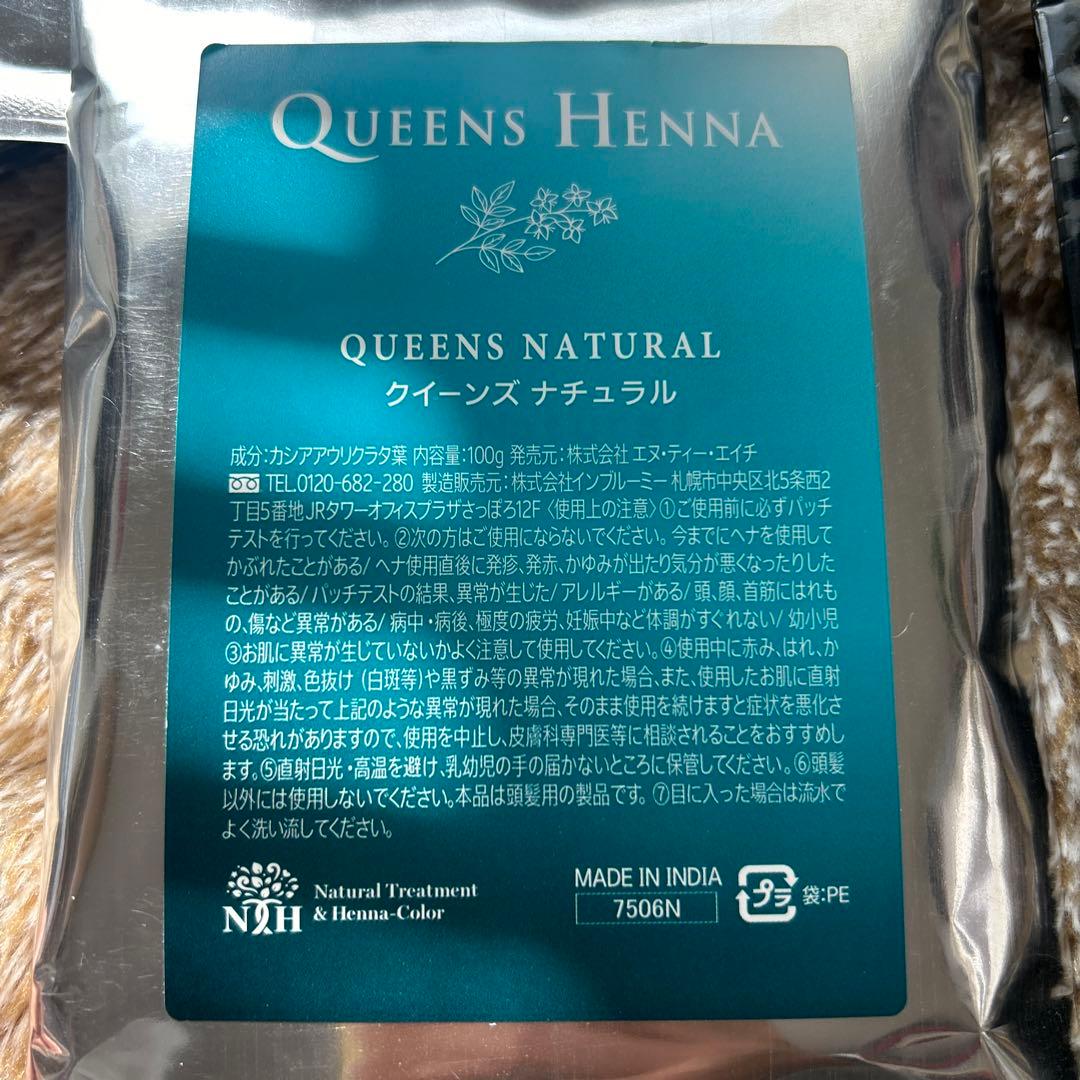 QUEENS HENNA
QUEENS NATURAL
クイーンズ ナチュラル
成分:カシアアウリクラタ葉 内容量:100g 発売元:株式会社 エヌ・ティー・エイチ
TEL.0120-682-280 製造販売元:株式会社インブルーミー 札幌市中央区北5条西2
丁目5番地JRタワーオフィスプラザさっぽろ12F〈使用上の注意〉①ご使用前に必ずパッチ
テストを行ってください。②次の方はご使用にならないでください。今までにヘナを使用して
かぶれたことがある/ヘナ使用直後に発疹、発赤、かゆみが出たり気分が悪くなったりした
ことがある/パッチテストの結果、異常が生じた/アレルギーがある/頭、顔、首筋にはれも
の、傷など異常がある/病中・病後、極度の疲労、妊娠中など体調がすぐれない/幼小児
③お肌に異常が生じていないかよく注意して使用してください。④使用中に赤み、はれ、か
ゆみ、刺激、色抜け(白斑等)や黒ずみ等の異常が現れた場合、また、使用したお肌に直射
日光が当たって上記のような異常が現れた場合、そのまま使用を続けますと症状を悪化さ
せる恐れがありますので、使用を中止し、皮膚科専門医等に相談されることをおすすめし
ます。⑤直射日光・高温を避け、乳幼児の手の届かないところに保管してください。⑥頭髪
以外には使用しないでください。本品は頭髪用の製品です。⑦目に入った場合は流水で
よく洗い流してください。
NTH
Natural Treatment
& Henna-Color
MADE IN INDIA
7506N
プラ 袋:PE